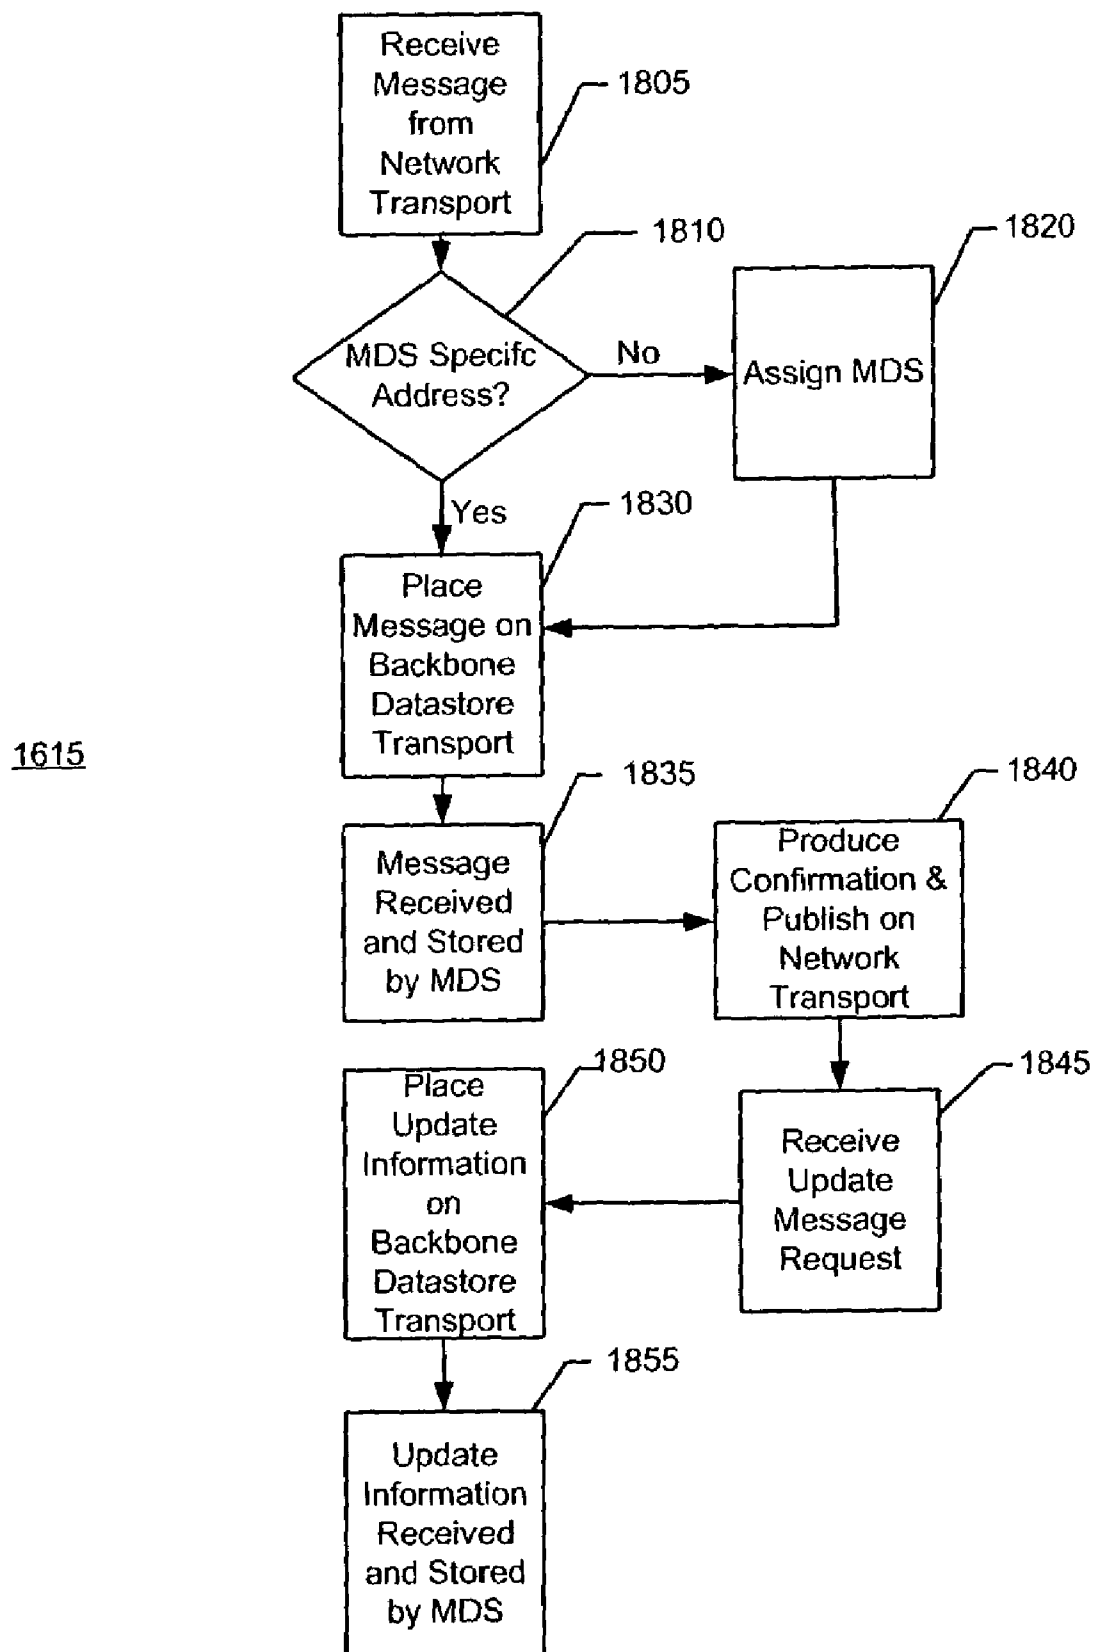 Receive
Message
from
Network
Transport
1805
1810
MDS Specifc
Address?
No
1820
Assign MDS
Yes
1830
Place
Message on
Backbone
Datastore
Transport
1615
1835
Message
Received
and Stored
by MDS
1840
Produce
Confirmation &
Publish on
Network
Transport
1850
Place
Update
Information
on
Backbone
Datastore
Transport
1845
Receive
Update
Message
Request
1855
Update
Information
Received
and Stored
by MDS